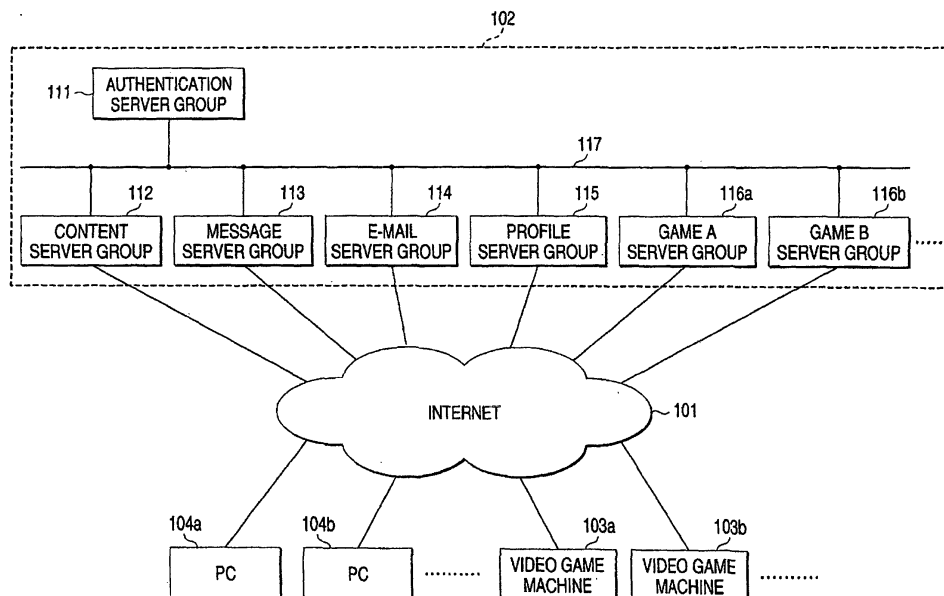 102
111
AUTHENTICATION
SERVER GROUP
117
112
113
114
115
116a
116b
CONTENT
SERVER GROUP
MESSAGE
SERVER GROUP
E-MAIL
SERVER GROUP
PROFILE
SERVER GROUP
GAME A
SERVER GROUP
GAME B
SERVER GROUP
INTERNET
101
104a
104b
103a
103b
PC
PC
VIDEO GAME
MACHINE
VIDEO GAME
MACHINE